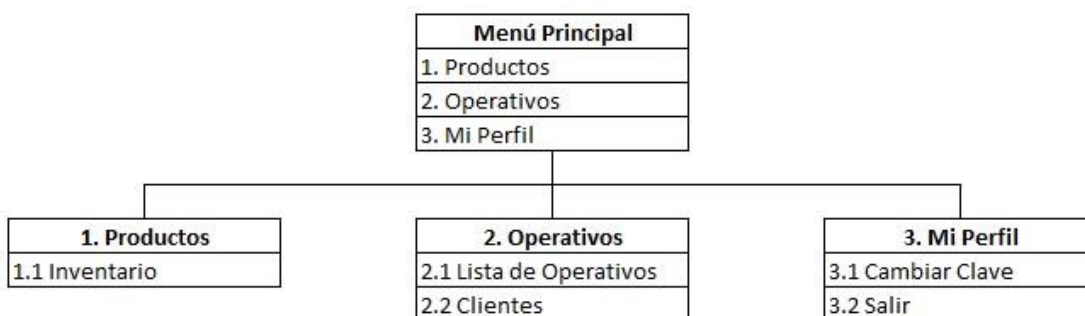 Menú Principal
1. Productos
2. Operativos
3. Mi Perfil
1. Productos
1.1 Inventario
2. Operativos
2.1 Lista de Operativos
2.2 Clientes
3. Mi Perfil
3.1 Cambiar Clave
3.2 Salir